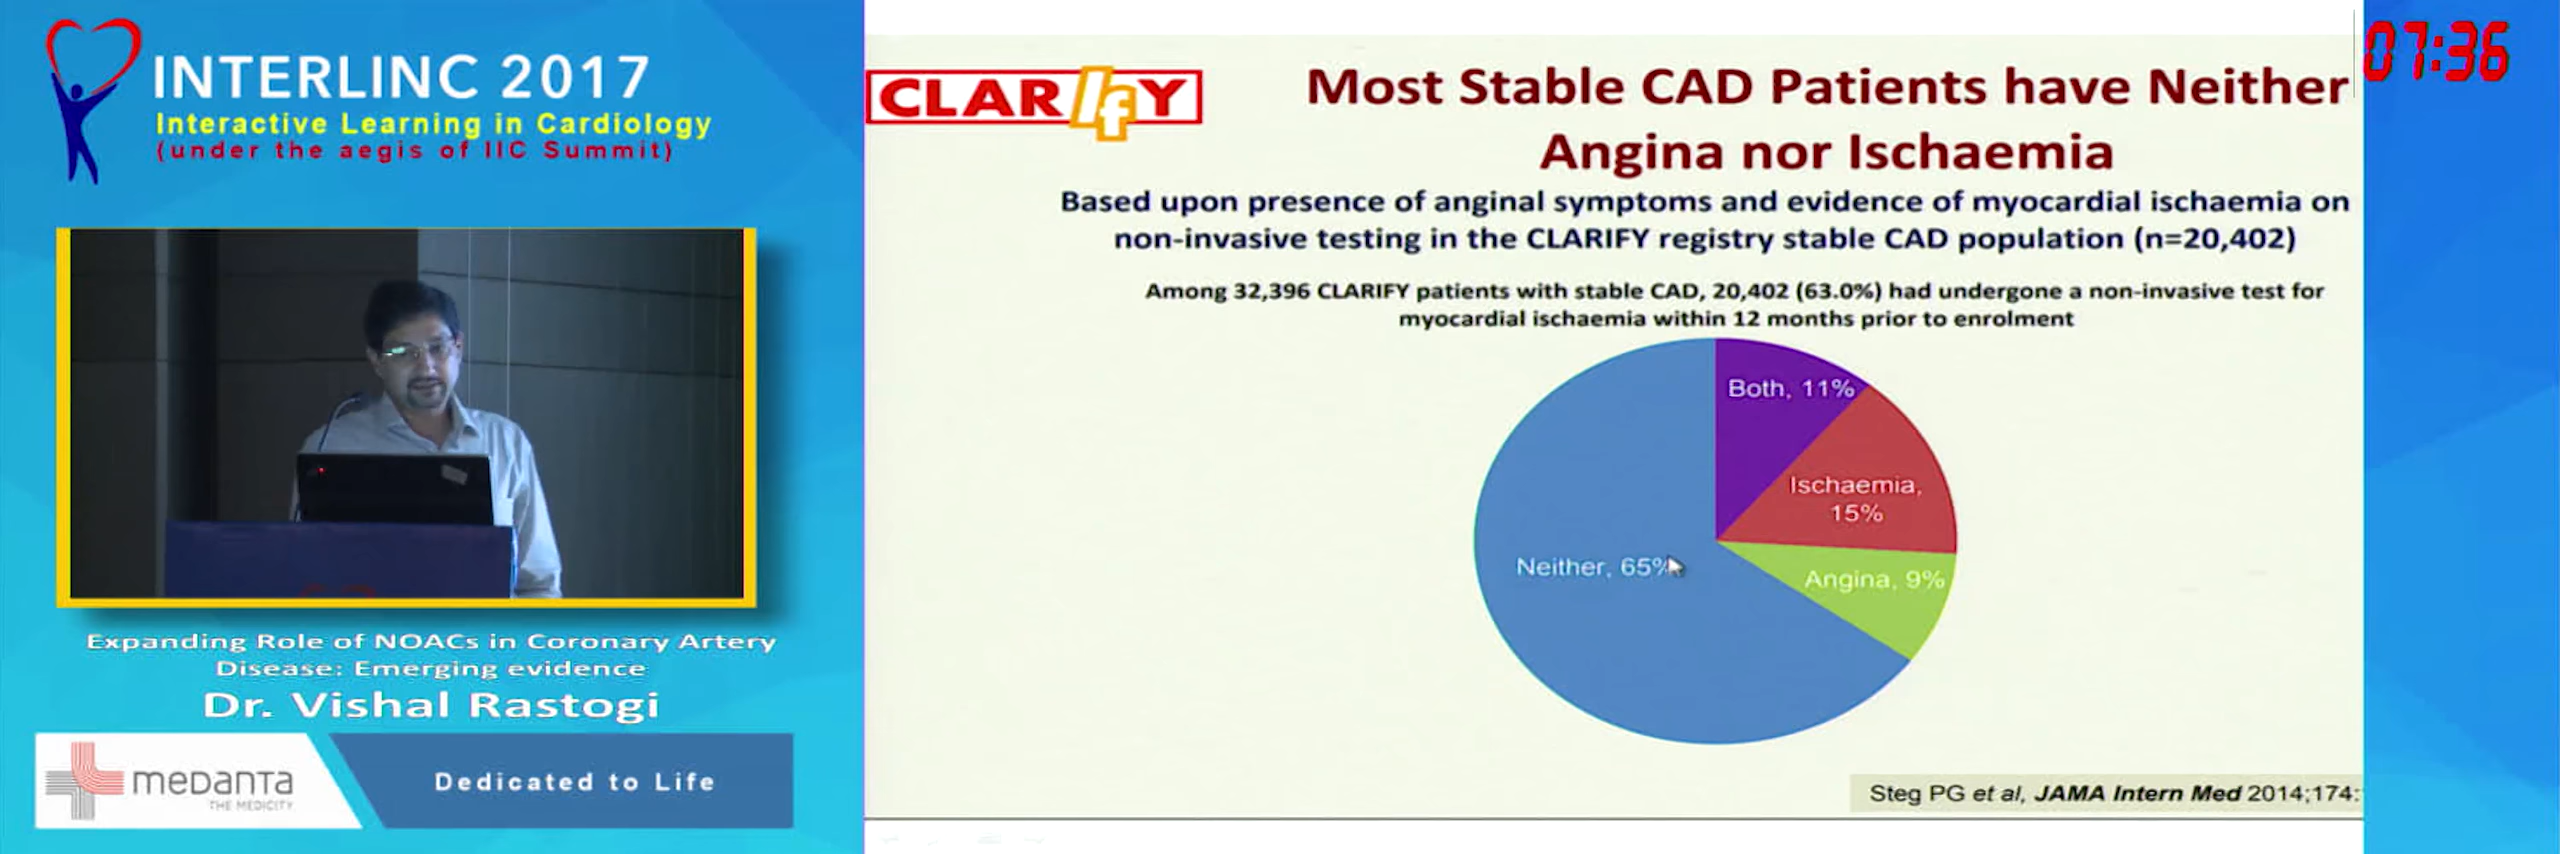 INTERLINC 2017
Interactive Learning in Cardiology
(under the aegis of IIC Summit)
Expanding Role of NOACs in Coronary Artery
Disease: Emerging evidence
Dr. Vishal Rastogi
medanta
THE MEDICITY
Dedicated to Life
CLARIfY
Most Stable CAD Patients have Neither
Angina nor Ischaemia
Based upon presence of anginal symptoms and evidence of myocardial ischaemia on
non-invasive testing in the CLARIFY registry stable CAD population (n=20,402)
Among 32,396 CLARIFY patients with stable CAD, 20,402 (63.0%) had undergone a non-invasive test for
myocardial ischaemia within 12 months prior to enrolment
Both, 11%
Ischaemia,
15%
Angina, 9%
Neither, 65%
Steg PG et al, JAMA Intern Med 2014;174:
07:36